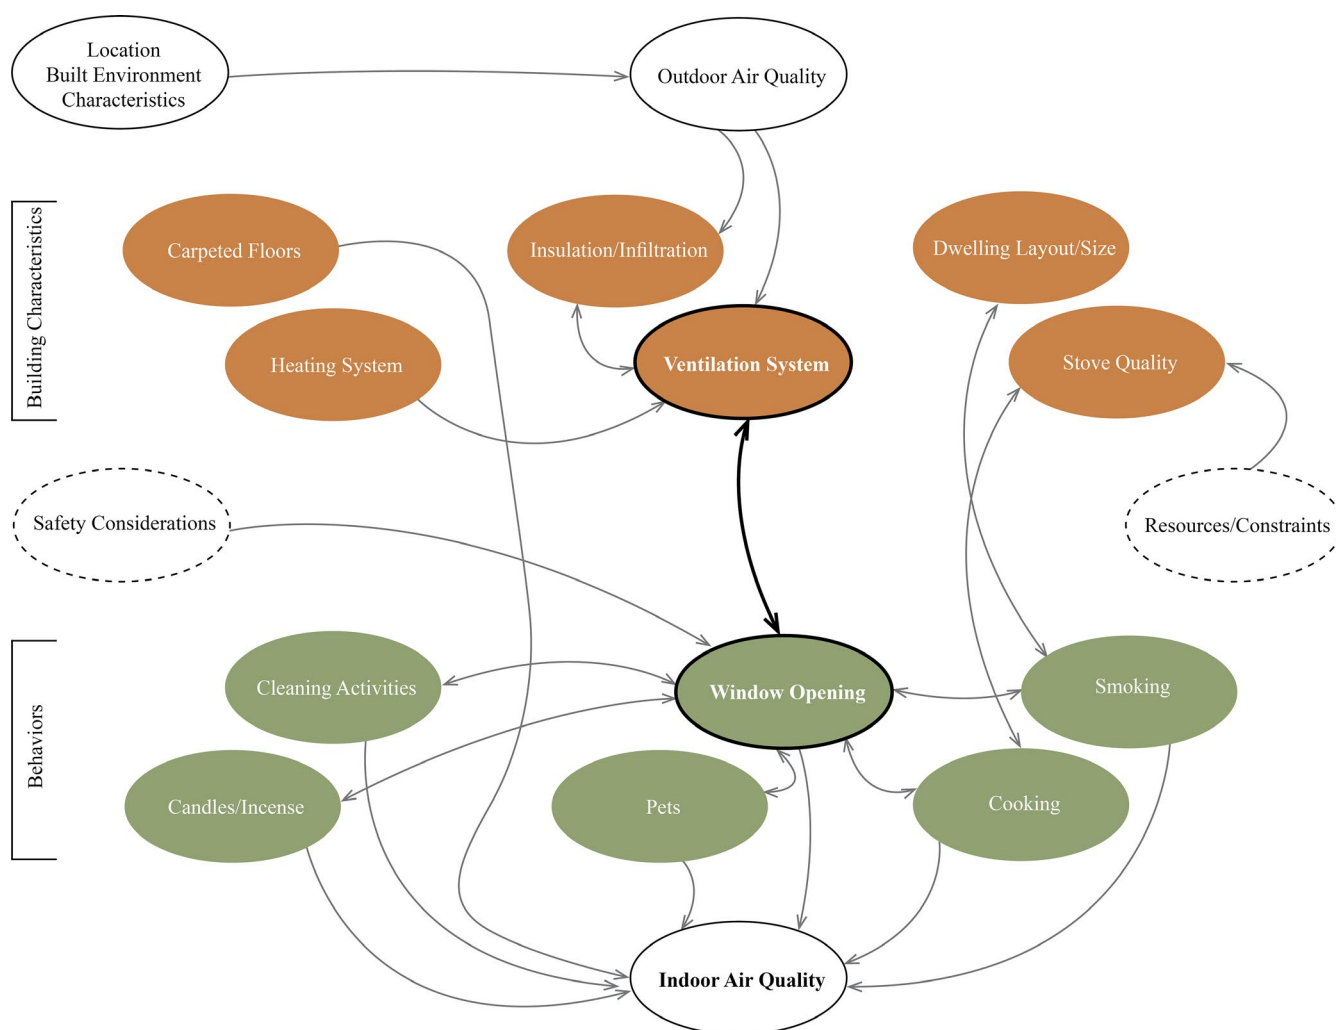 Location
Built Environment
Characteristics
Outdoor Air Quality
Building Characteristics
Carpeted Floors
Insulation/Infiltration
Dwelling Layout/Size
Heating System
Ventilation System
Stove Quality
Safety Considerations
Resources/Constraints
Behaviors
Cleaning Activities
Window Opening
Smoking
Candles/Incense
Pets
Cooking
Indoor Air Quality